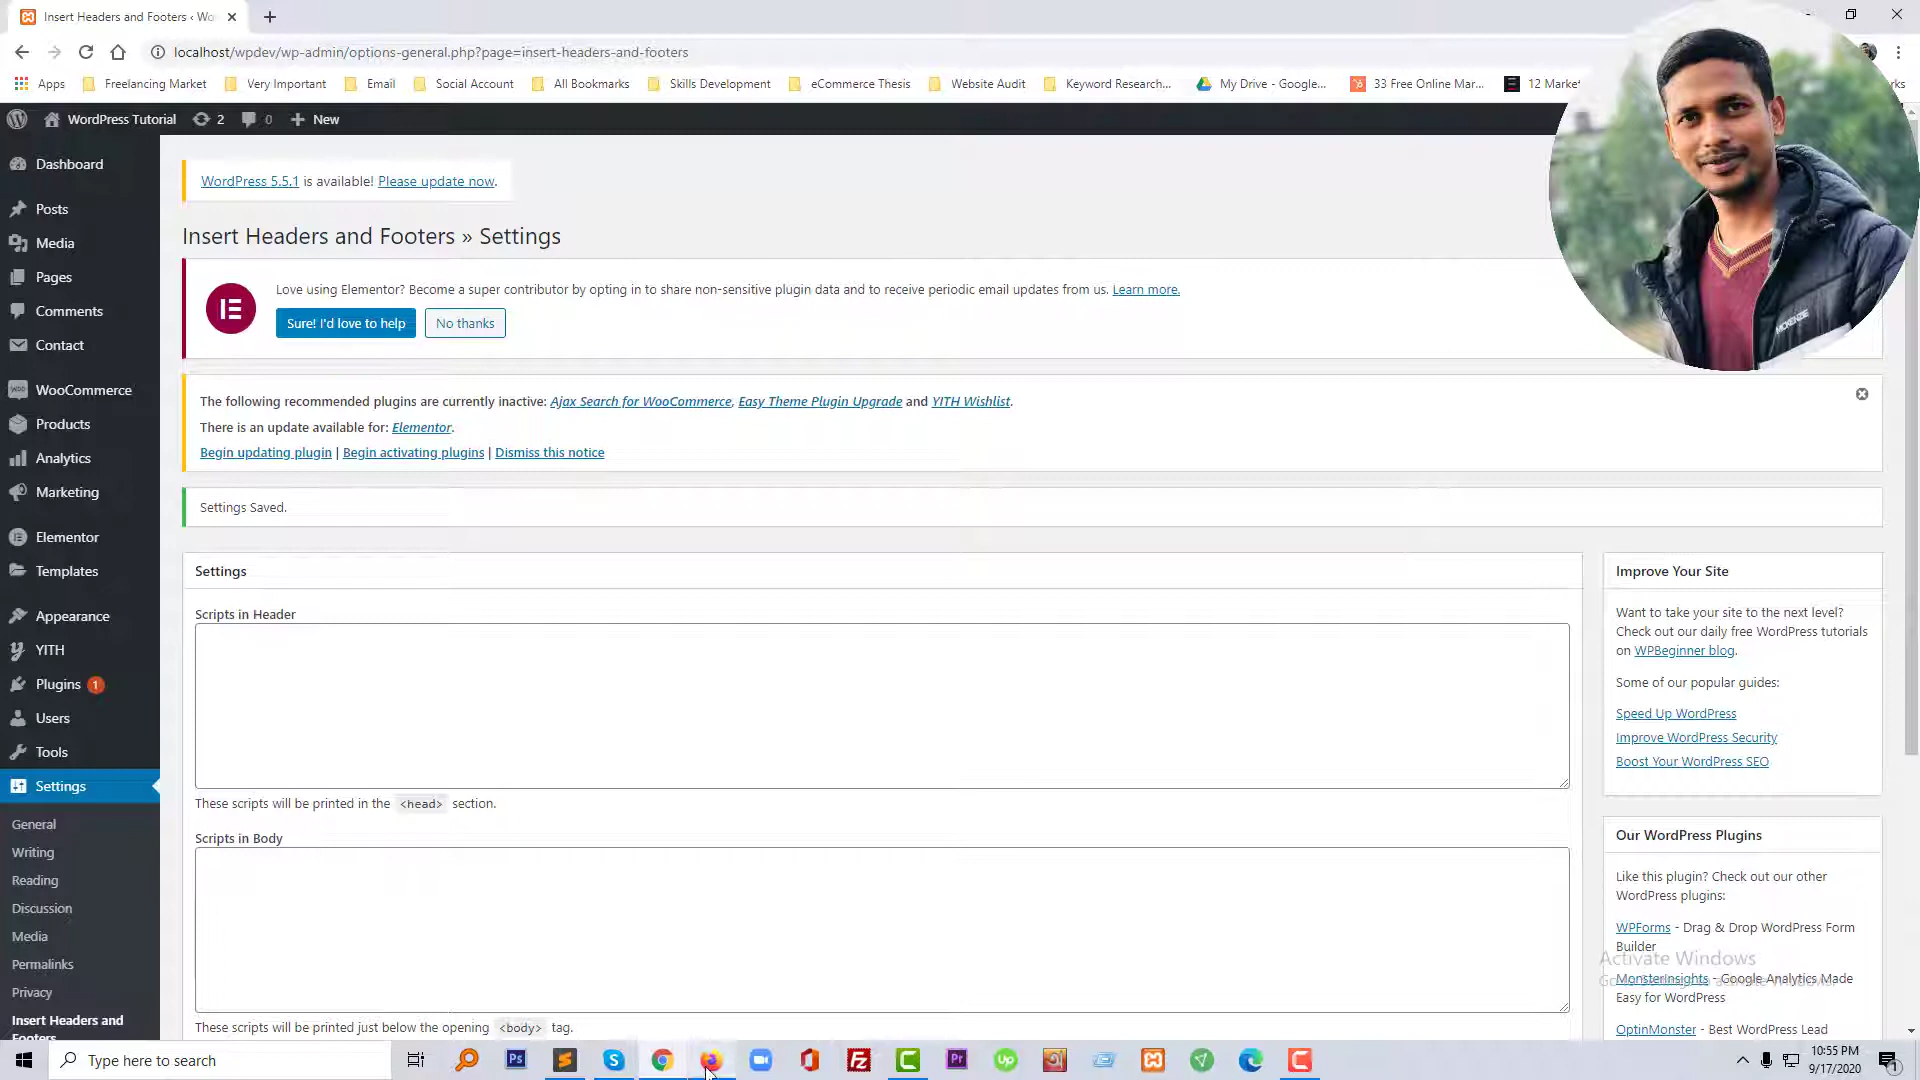 Insert Headers and Footers ‹ Wo
localhost/wpdev/wp-admin/options-general.php?page=insert-headers-and-footers
Apps
Freelancing Market
Very Important
Email
Social Account
All Bookmarks
Skills Development
eCommerce Thesis
Website Audit
Keyword Research...
My Drive - Google...
33 Free Online Mar...
12 Market
WordPress Tutorial
2
0
New
Dashboard
Posts
Media
Pages
Comments
Contact
WooCommerce
Products
Analytics
Marketing
Elementor
Templates
Appearance
YITH
Plugins 1
Users
Tools
Settings
General
Writing
Reading
Discussion
Media
Permalinks
Privacy
Insert Headers and
Footers
WordPress 5.5.1 is available! Please update now.
Insert Headers and Footers » Settings
Love using Elementor? Become a super contributor by opting in to share non-sensitive plugin data and to receive periodic email updates from us. Learn more.
Sure! I'd love to help
No thanks
The following recommended plugins are currently inactive: Ajax Search for WooCommerce, Easy Theme Plugin Upgrade and YITH Wishlist.
There is an update available for: Elementor.
Begin updating plugin | Begin activating plugins | Dismiss this notice
Settings Saved.
Settings
Scripts in Header
These scripts will be printed in the <head> section.
Scripts in Body
These scripts will be printed just below the opening <body> tag.
Improve Your Site
Want to take your site to the next level?
Check out our daily free WordPress tutorials
on WPBeginner blog.
Some of our popular guides:
Speed Up WordPress
Improve WordPress Security
Boost Your WordPress SEO
Our WordPress Plugins
Like this plugin? Check out our other
WordPress plugins:
WPForms - Drag & Drop WordPress Form
Builder
MonsterInsights - Google Analytics Made
Easy for WordPress
OptinMonster - Best WordPress Lead
Activate Windows
MCKENZIE
Type here to search
10:55 PM
9/17/2020